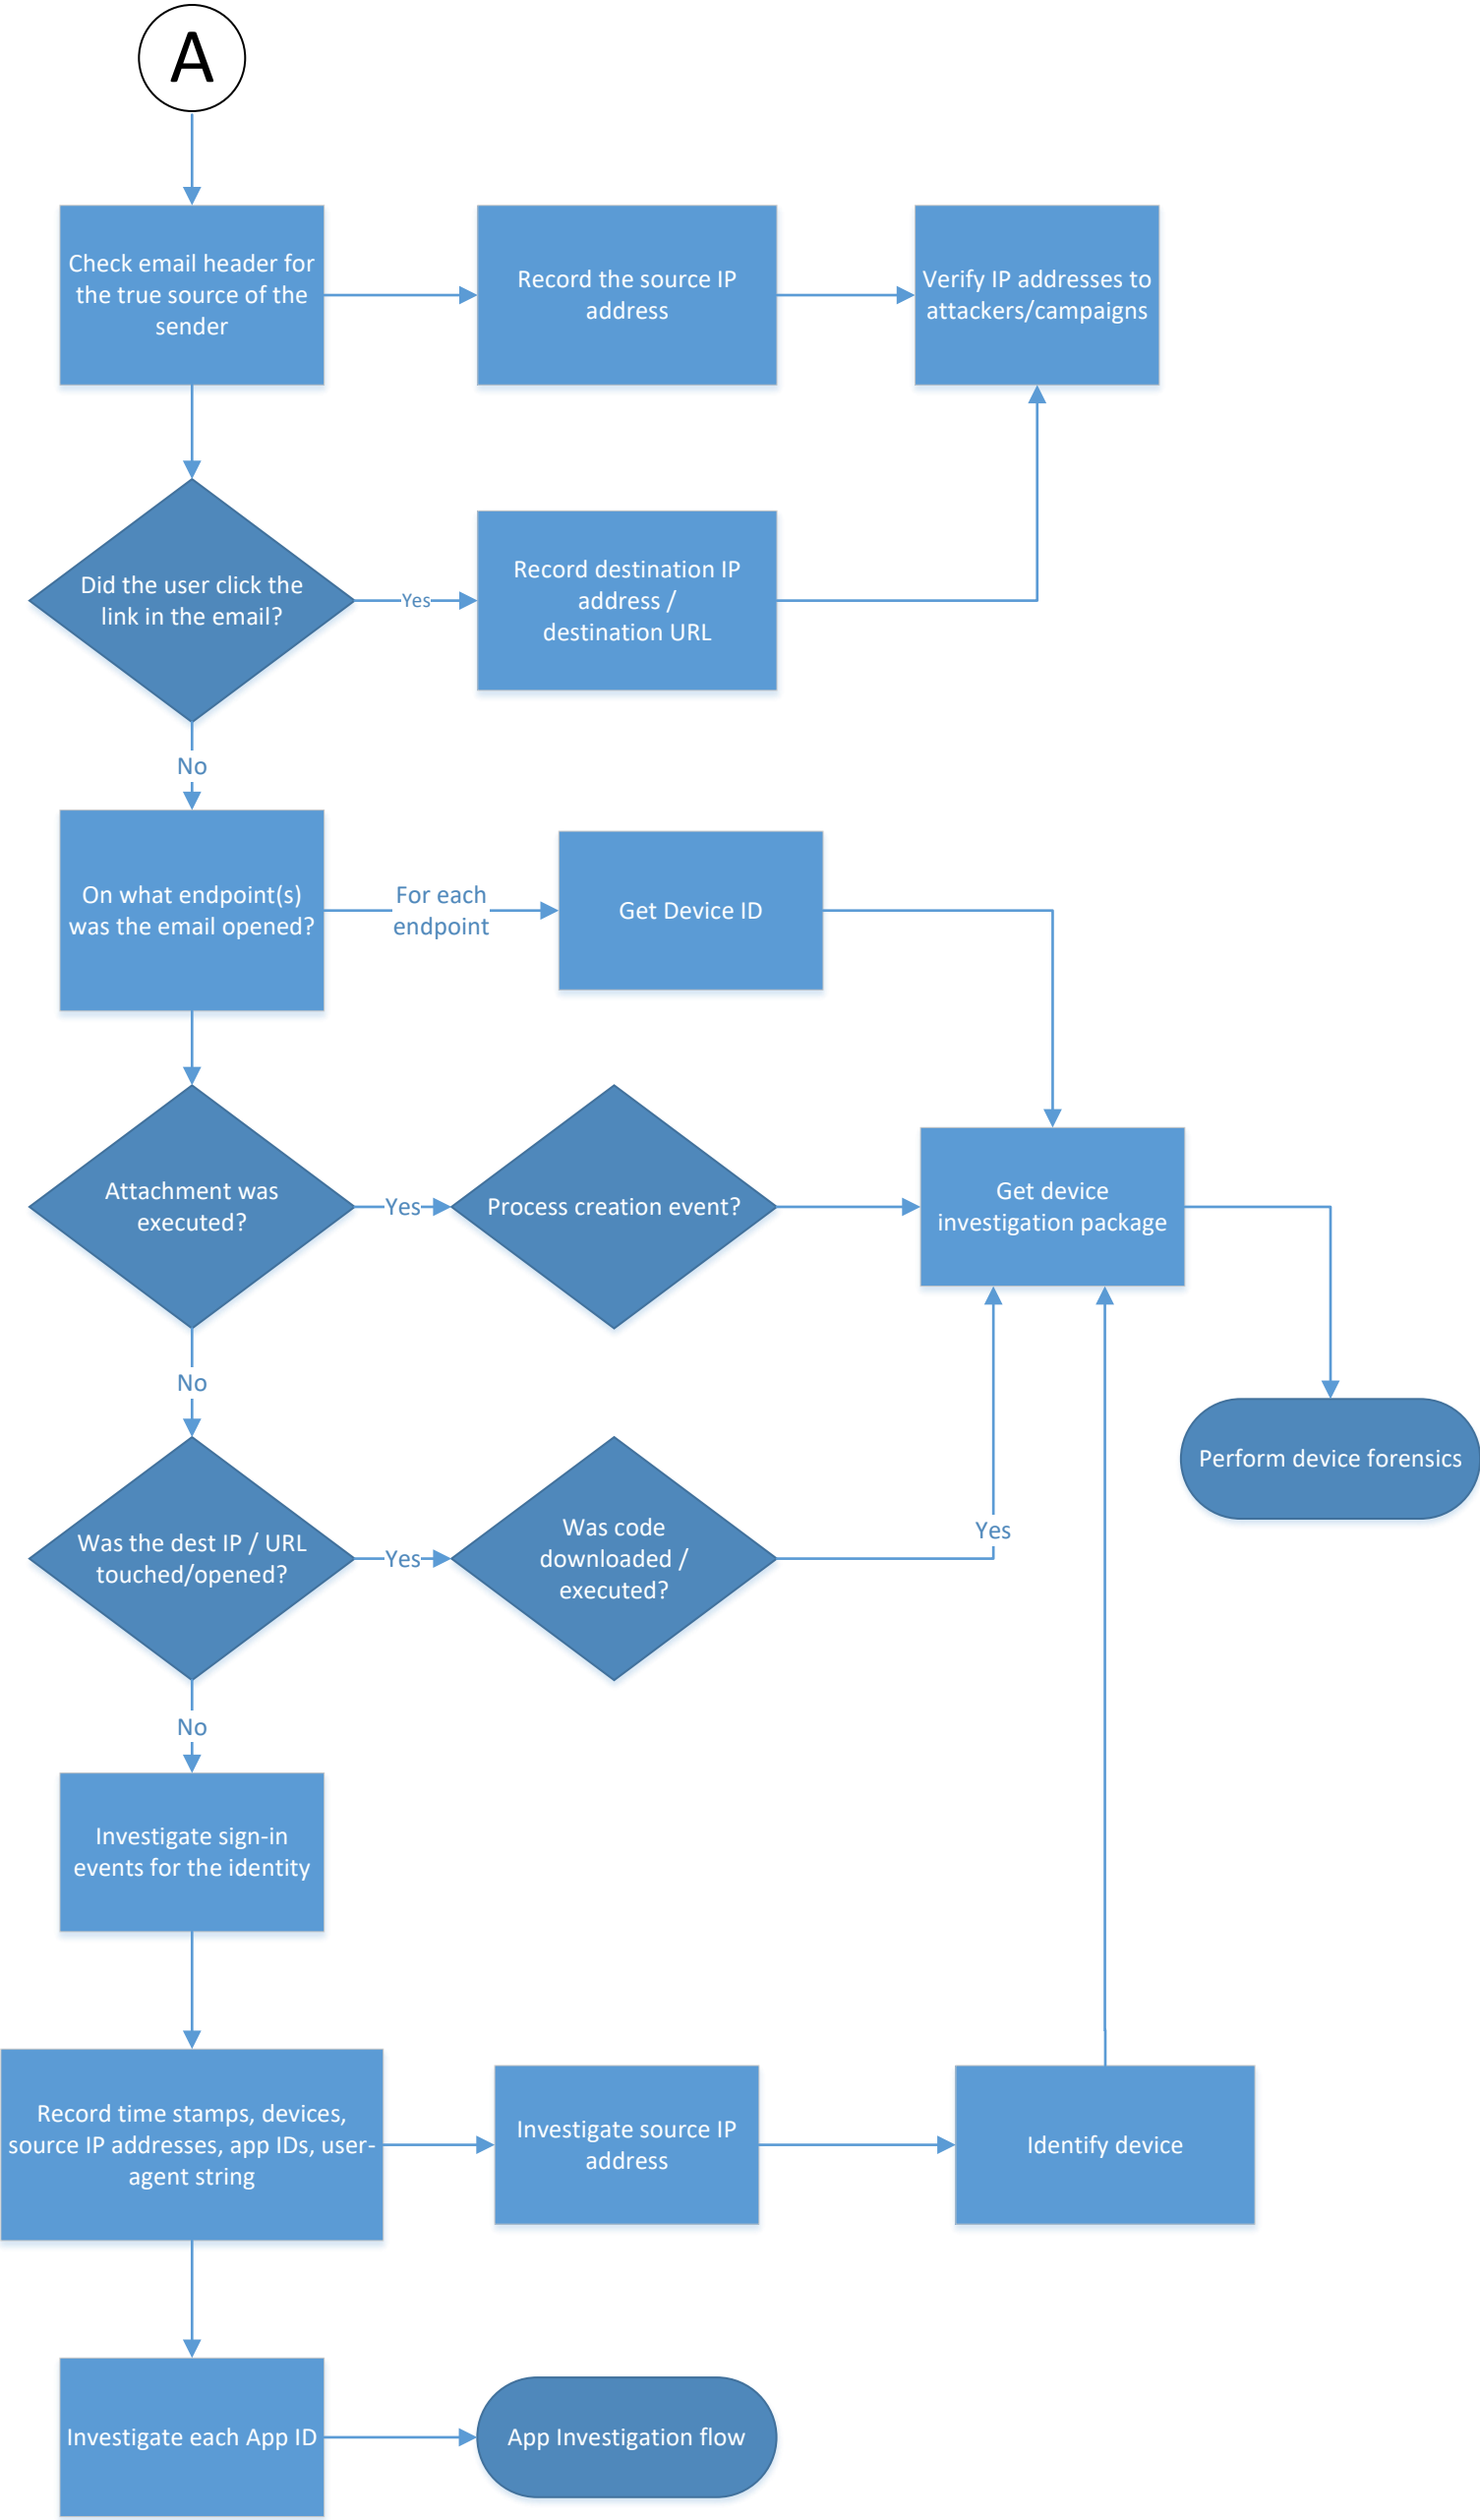 A
Check email header for
the true source of the
sender
Record the source IP
address
Verify IP addresses to
attackers/campaigns
Did the user click the
link in the email?
Yes
Record destination IP
address /
destination URL
No
On what endpoint(s)
was the email opened?
For each
endpoint
Get Device ID
Attachment was
executed?
Yes
Process creation event?
Get device
investigation package
No
Perform device forensics
Was the dest IP / URL
touched/opened?
Yes
Was code
downloaded /
executed?
Yes
No
Investigate sign-in
events for the identity
Record time stamps, devices,
source IP addresses, app IDs, user-
agent string
Investigate source IP
address
Identify device
Investigate each App ID
App Investigation flow